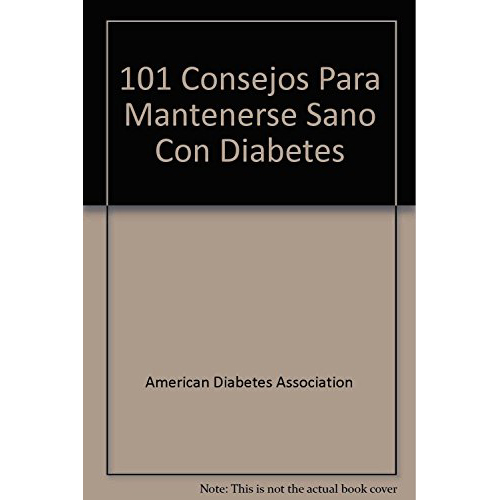 101 Consejos Para
Mantenerse Sano
Con Diabetes
American Diabetes Association
Note: This is not the actual book cover